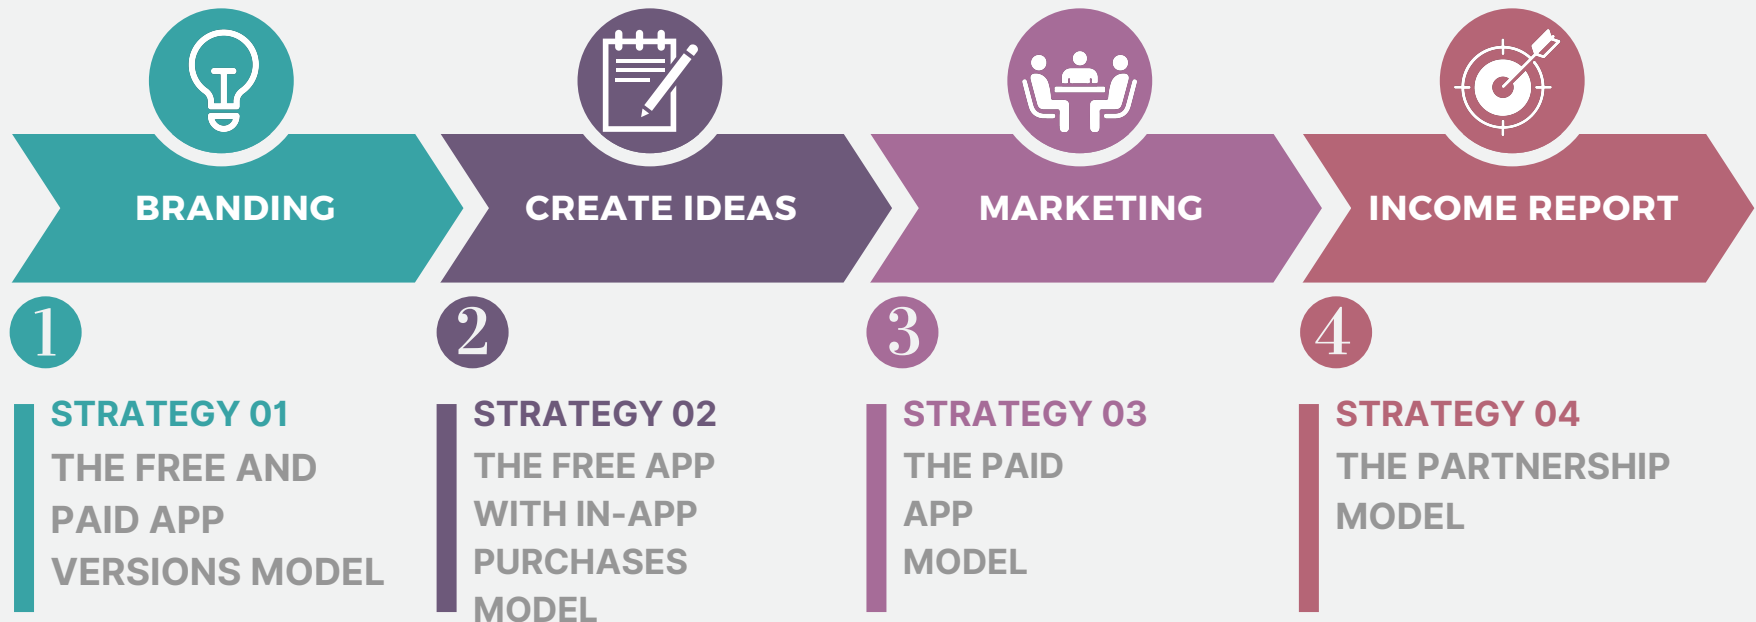 BRANDING
CREATE IDEAS
MARKETING
INCOME REPORT
1
STRATEGY 01
THE FREE AND
PAID APP
VERSIONS MODEL
2
STRATEGY 02
THE FREE APP
WITH IN-APP
PURCHASES
MODEL
3
STRATEGY 03
THE PAID
APP
MODEL
4
STRATEGY 04
THE PARTNERSHIP
MODEL